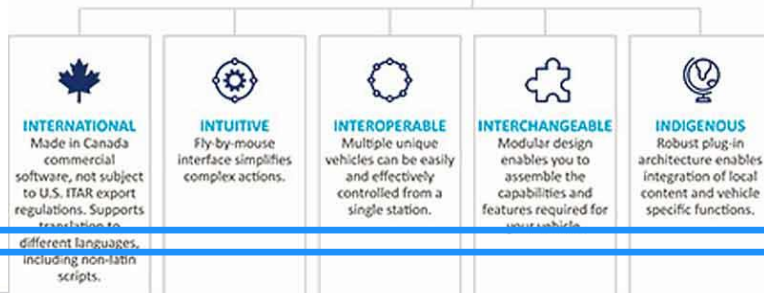 INTERNATIONAL
Made in Canada
commercial
software, not subject
to U.S. ITAR export
regulations. Supports
translation to
different languages,
including non-latin
scripts.
INTUITIVE
Fly-by-mouse
interface simplifies
complex actions.
INTEROPERABLE
Multiple unique
vehicles can be easily
and effectively
controlled from a
single station.
INTERCHANGEABLE
Modular design
enables you to
assemble the
capabilities and
features required for
your vehicle.
INDIGENOUS
Robust plug-in
architecture enables
integration of local
content and vehicle
specific functions.